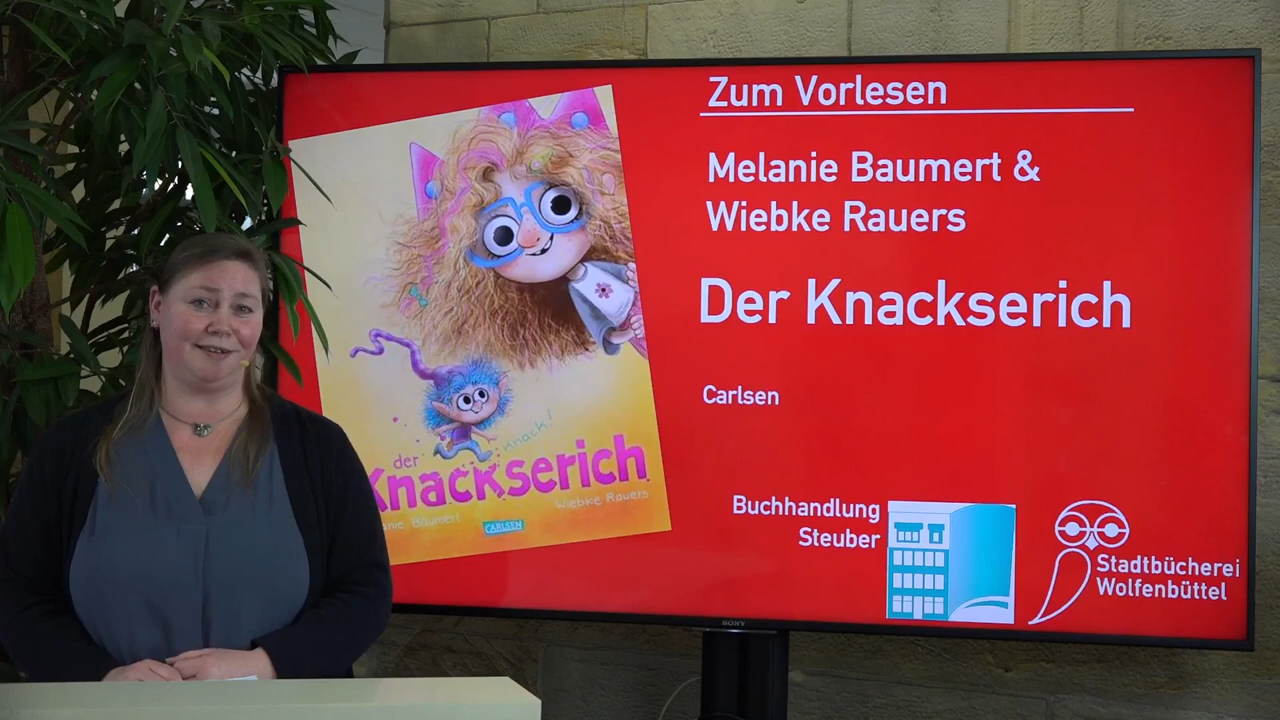 Zum Vorlesen
Melanie Baumert &
Wiebke Rauers
Der Knackserich
Carlsen
knack!
der
Knackserich
Wiebke Rauers
Bäumert
CARLSEN
Buchhandlung
Steuber
Stadtbücherei
Wolfenbüttel
SONY